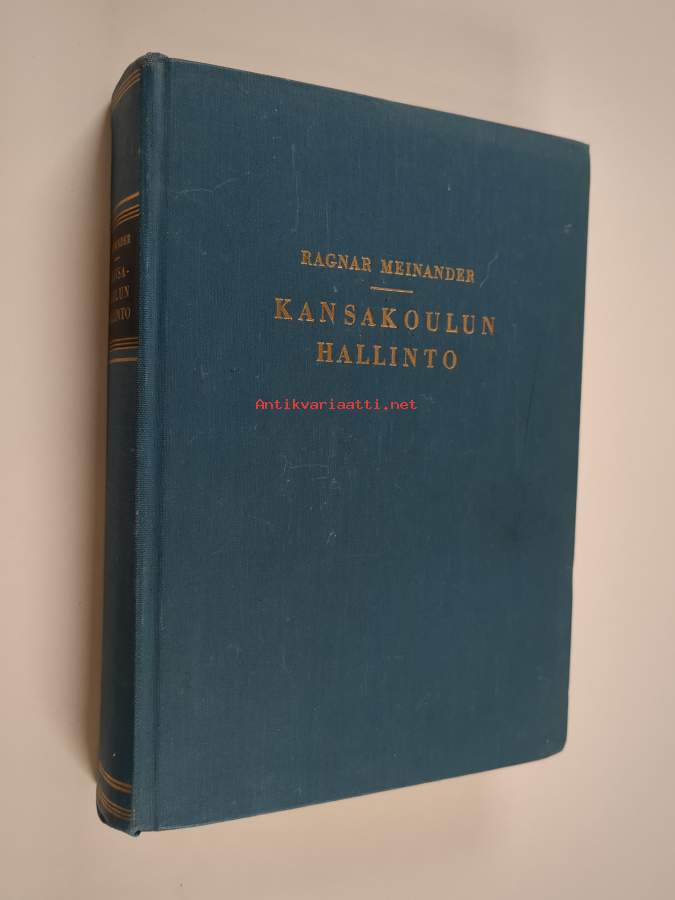 RAGNAR MEINANDER
KANSAKOULUN
HALLINTO
Antikvariaatti.net